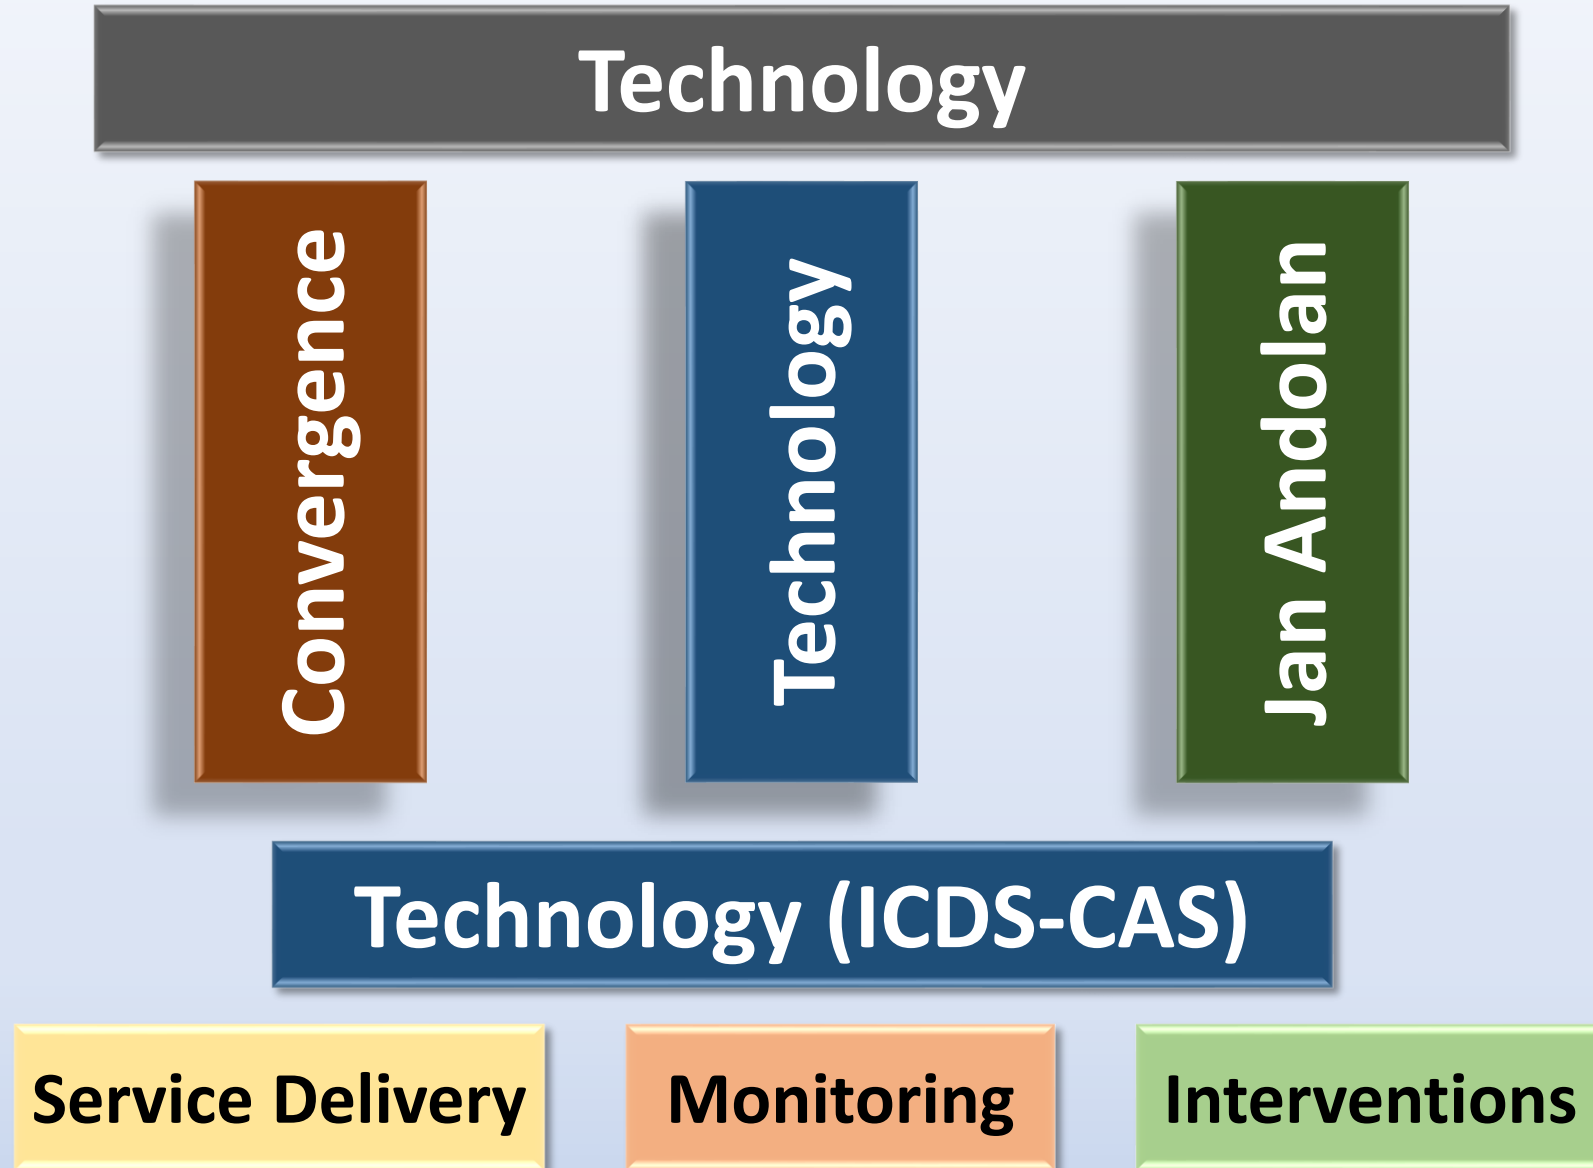 Technology
Convergence
Technology
Jan Andolan
Technology (ICDS-CAS)
Service Delivery
Monitoring
Interventions